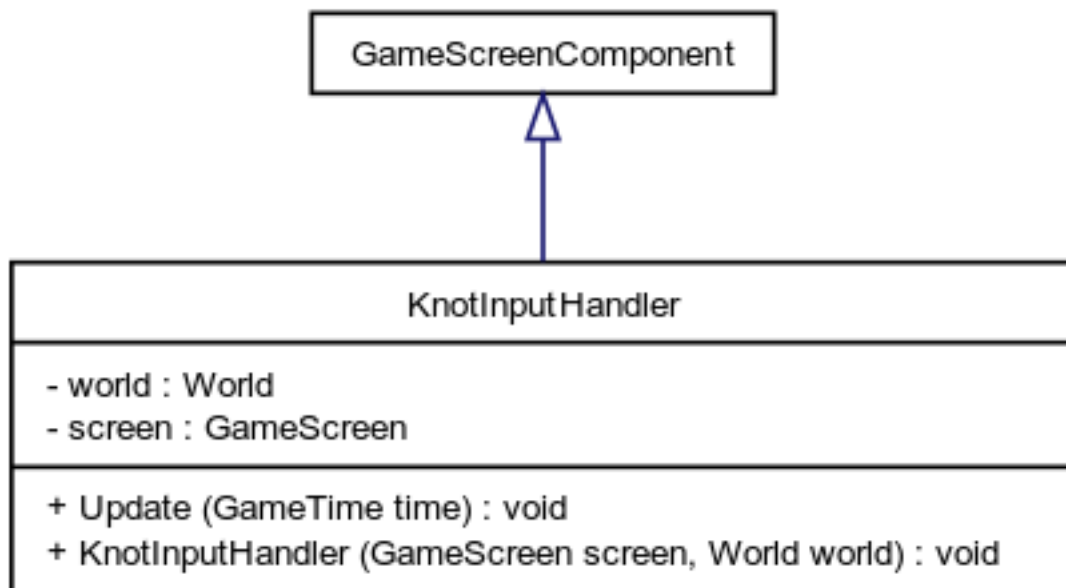 GameScreenComponent
KnotInputHandler
- world : World
- screen : GameScreen
+ Update (GameTime time) : void
+ KnotInputHandler (GameScreen screen, World world) : void